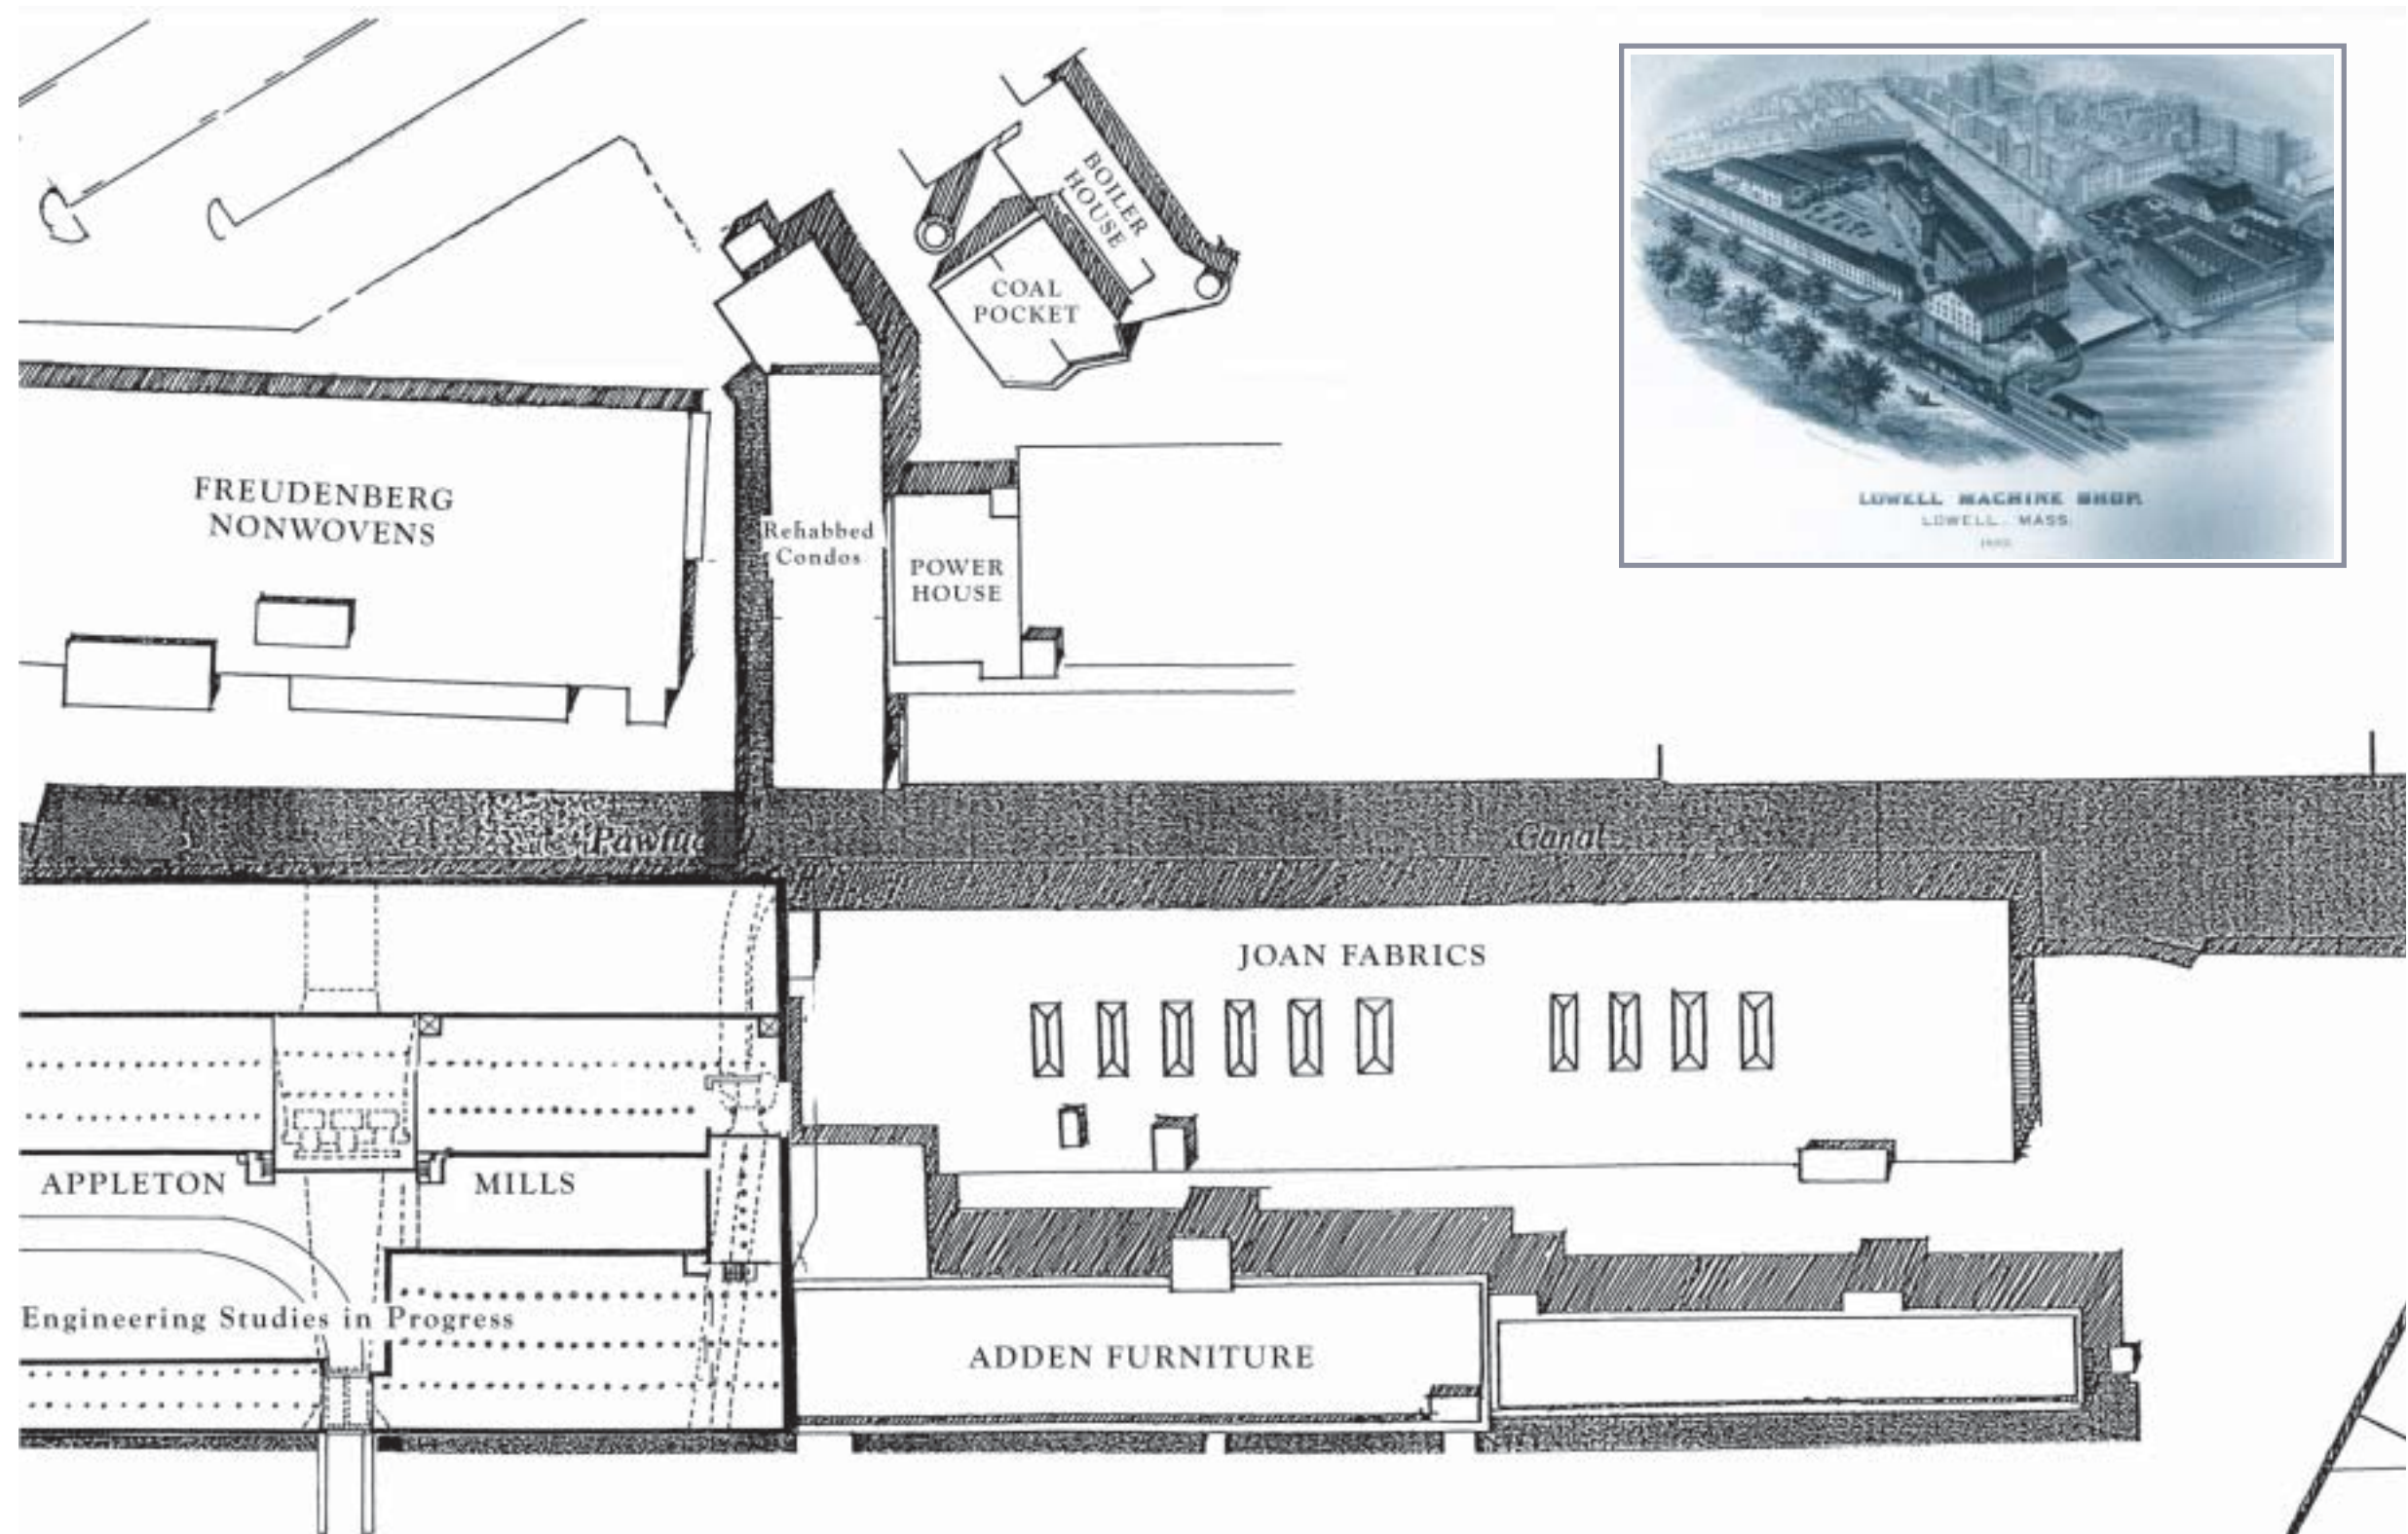 BOILER
HOUSE
COAL
POCKET
LOWELL MACHINE SHOP.
LOWELL, MASS.
FREUDENBERG
NONWOVENS
Rehabbed
Condos
POWER
HOUSE
Canal
JOAN FABRICS
APPLETON MILLS
Engineering Studies in Progress
ADDEN FURNITURE